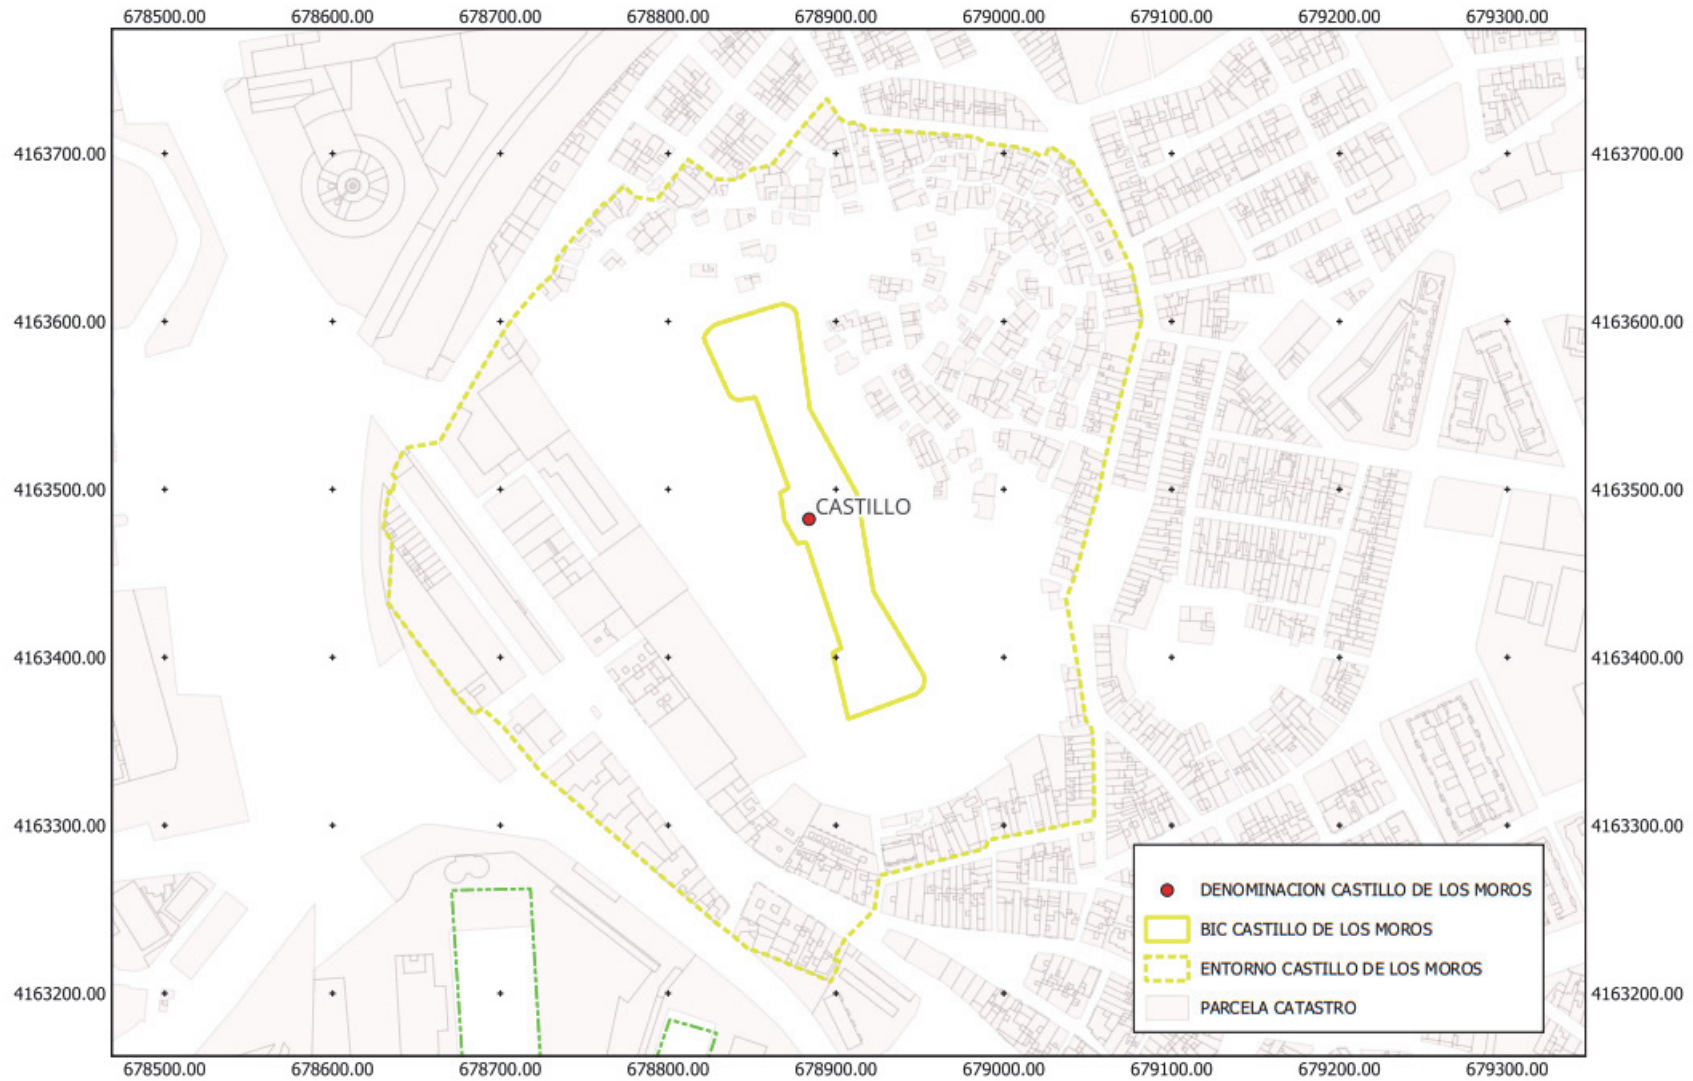 678500.00 678600.00 678700.00 678800.00 678900.00 679000.00 679100.00 679200.00 679300.00
4163700.00 4163700.00
4163600.00 4163600.00
4163500.00 4163500.00
CASTILLO
4163400.00 4163400.00
4163300.00 4163300.00
DENOMINACION CASTILLO DE LOS MOROS
BIC CASTILLO DE LOS MOROS
ENTORNO CASTILLO DE LOS MOROS
4163200.00 4163200.00
PARCELA CATASTRO
678500.00 678600.00 678700.00 678800.00 678900.00 679000.00 679100.00 679200.00 679300.00